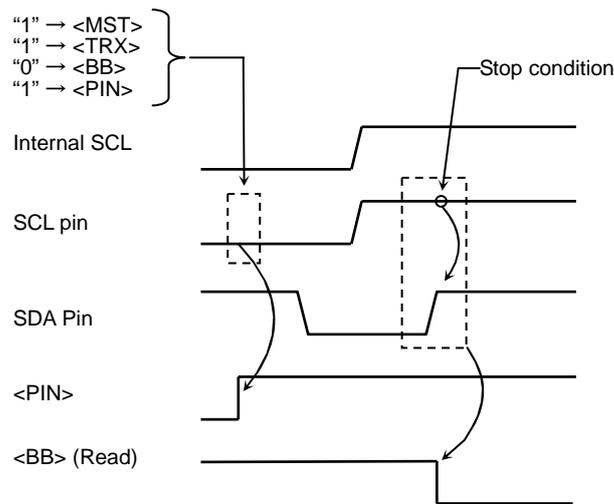 “1” → <MST>
“1” → <TRX>
“0” → <BB>
“1” → <PIN>
Stop condition
Internal SCL
SCL pin
SDA Pin
<PIN>
<BB> (Read)